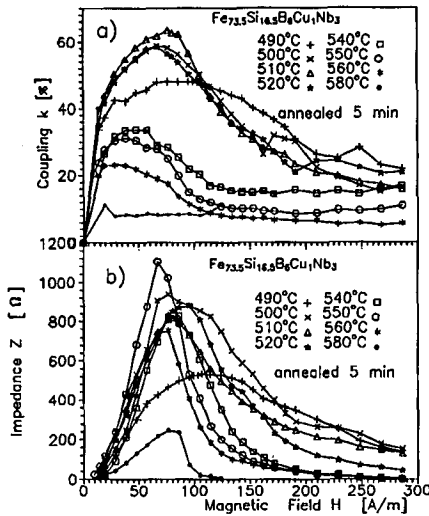 a)
Fe73.5Si16.5B6Cu1Nb3
490°C + 540°C □
500°C × 550°C ○
510°C △ 560°C ∗
520°C ★ 580°C •
annealed 5 min
Coupling k [%]
60
40
20
0
b)
Fe73.5Si16.5B6Cu1Nb3
490°C + 540°C □
500°C × 550°C ○
510°C △ 560°C ∗
520°C ★ 580°C •
annealed 5 min
Impedance Z [Ω]
1200
1000
800
600
400
200
0
0 50 100 150 200 250 300
Magnetic Field H [A/m]